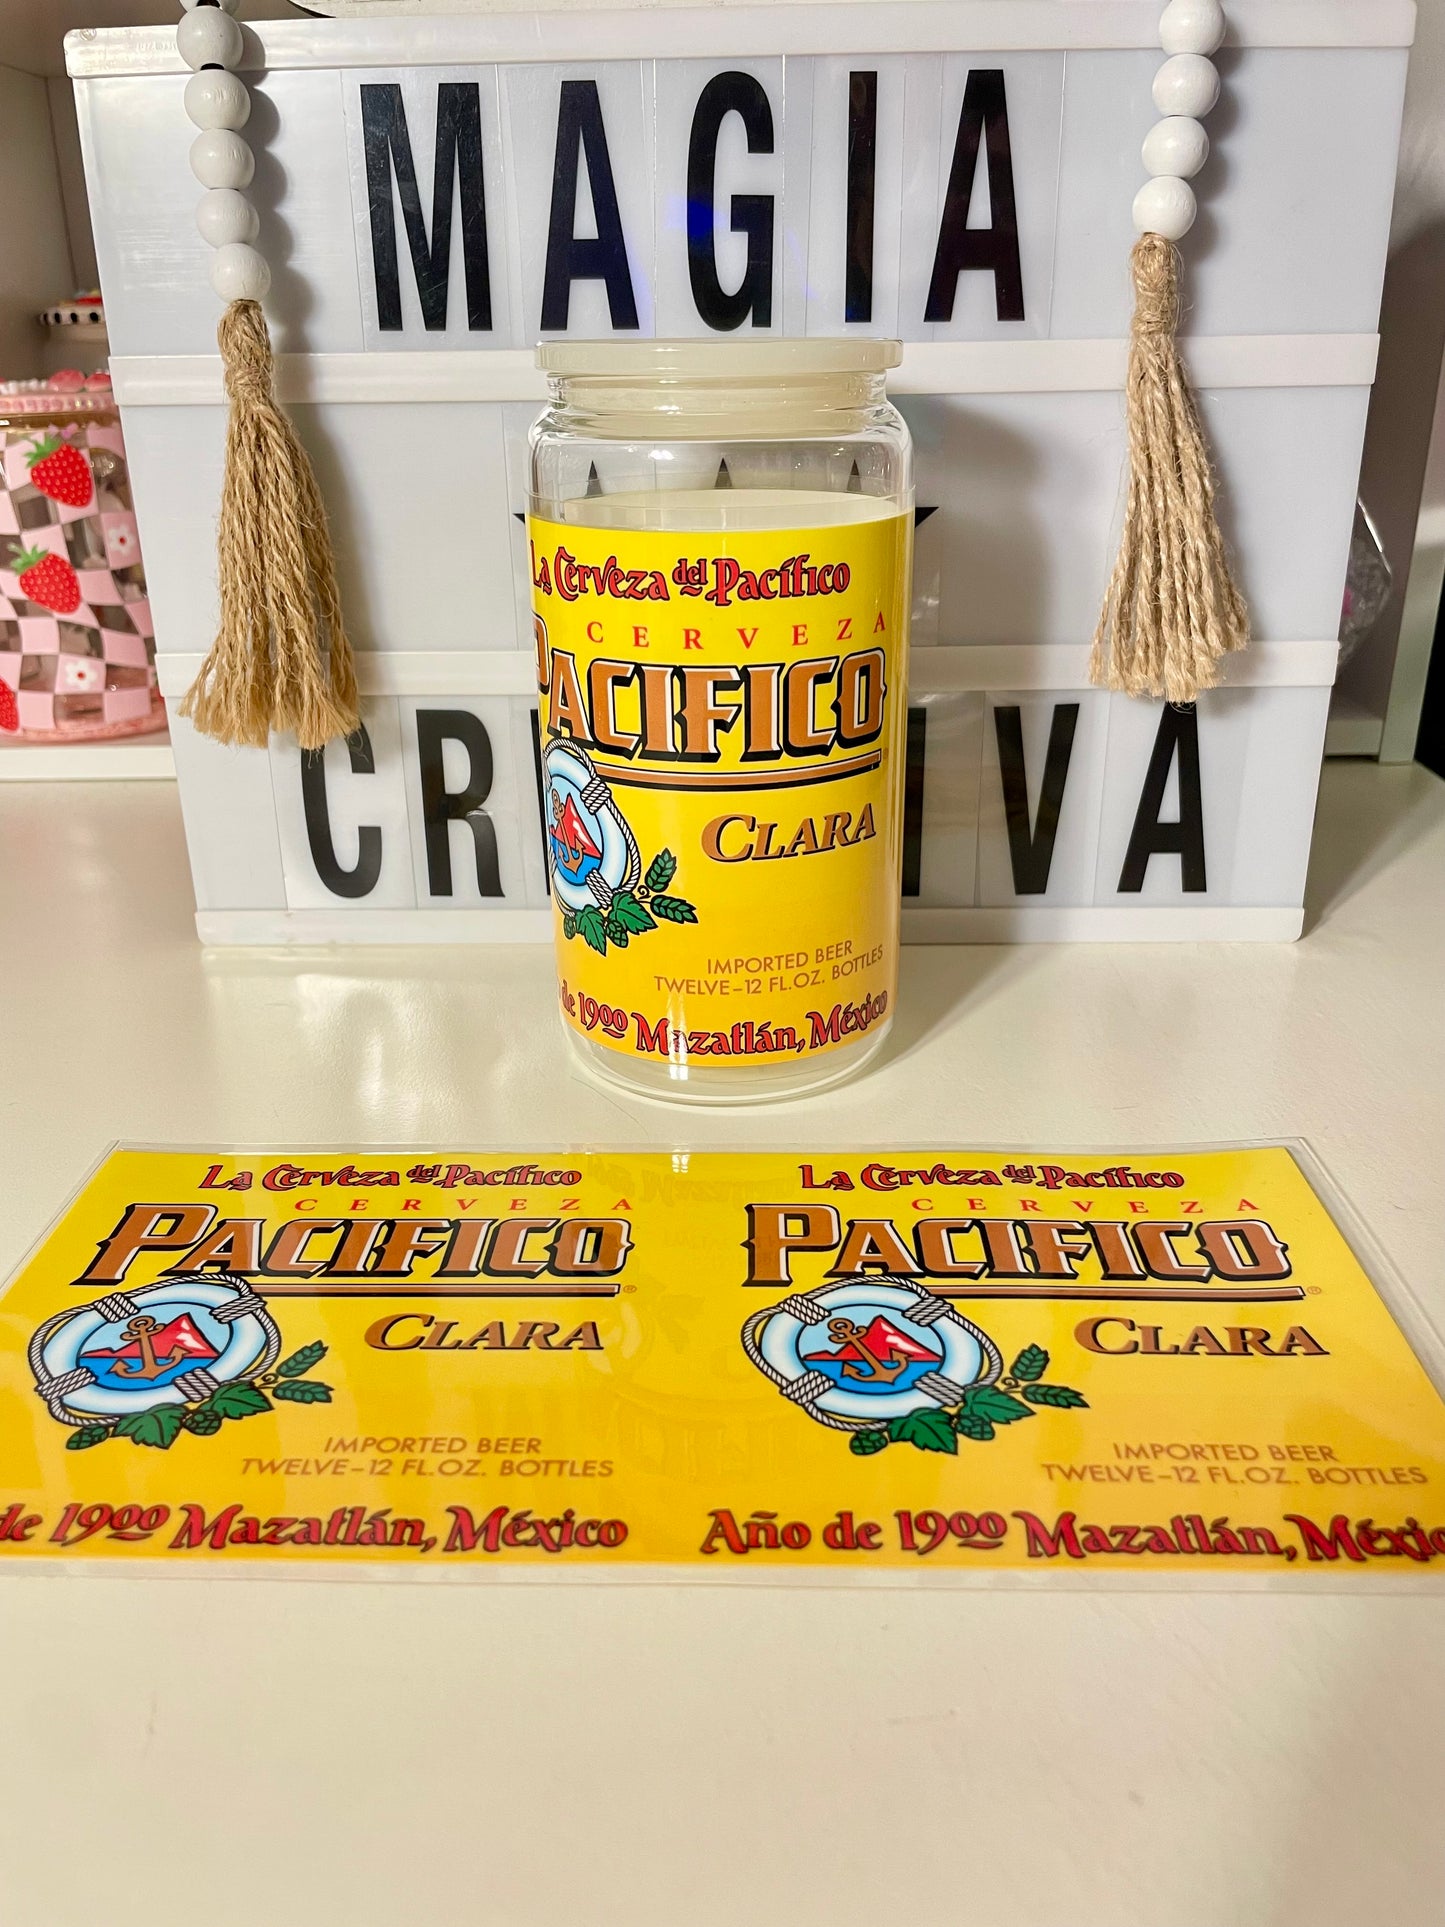 MAGIA
CR IVA
La Cerveza del Pacífico
CERVEZA
PACIFICO
CLARA
IMPORTED BEER
TWELVE-12 FL.OZ. BOTTLES
de 1900 Mazatlán, México
La Cerveza del Pacífico
CERVEZA
PACIFICO®
CLARA
IMPORTED BEER
TWELVE-12 FL.OZ. BOTTLES
de 1900 Mazatlán, México
La Cerveza del Pacífico
CERVEZA
PACIFICO®
CLARA
IMPORTED BEER
TWELVE-12 FL.OZ. BOTTLES
Año de 1900 Mazatlán, México